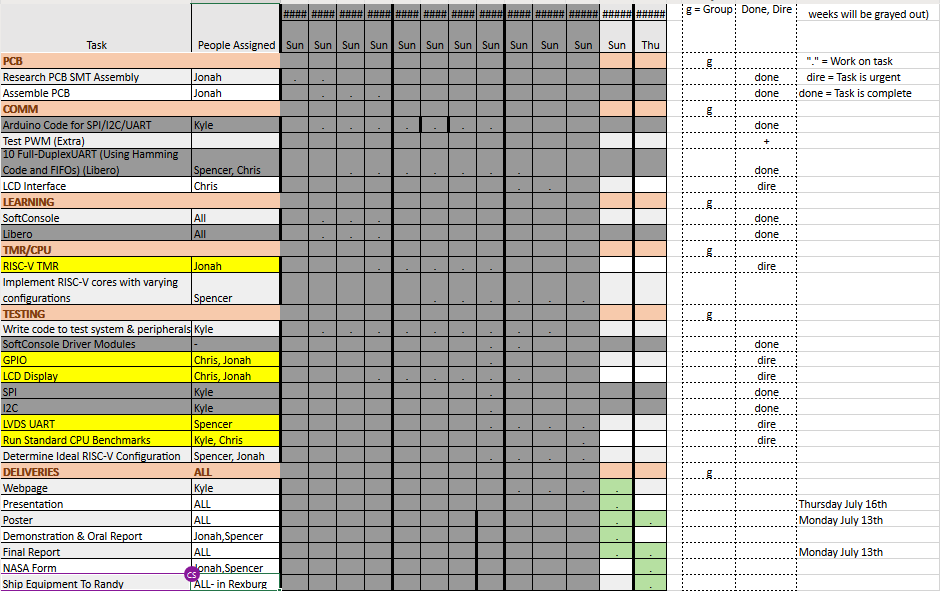 #### #### #### #### #### #### #### #### #### ##### ##### ##### ##### g = Group Done, Dire weeks will be grayed out)
Task People Assigned Sun Sun Sun Sun Sun Sun Sun Sun Sun Sun Sun Sun Thu
PCB g "." = Work on task
Research PCB SMT Assembly Jonah . . done dire = Task is urgent
Assemble PCB Jonah . . done done = Task is complete
COMM g
Arduino Code for SPI/I2C/UART Kyle . . . . . . . done
Test PWM (Extra) +
10 Full-DuplexUART (Using Hamming
Code and FIFOs) (Libero) Spencer, Chris . . . . . . . done
LCD Interface Chris . . dire
LEARNING g
SoftConsole All . . . done
Libero All . . . done
TMR/CPU g
RISC-V TMR Jonah . . . . . dire
Implement RISC-V cores with varying
configurations Spencer . . . . . .
TESTING g
Write code to test system & peripherals Kyle . . . . . . . . .
SoftConsole Driver Modules - . . done
GPIO Chris, Jonah . dire
LCD Display Chris, Jonah . . . . . . dire
SPI Kyle . done
I2C Kyle . done
LVDS UART Spencer . . . . dire
Run Standard CPU Benchmarks Kyle, Chris . dire
Determine Ideal RISC-V Configuration Spencer, Jonah . . . .
DELIVERIES ALL g
Webpage Kyle . . . .
Presentation ALL . Thursday July 16th
Poster ALL . . Monday July 13th
Demonstration & Oral Report Jonah,Spencer .
Final Report ALL . . Monday July 13th
NASA Form Jonah,Spencer .
CS
Ship Equipment To Randy ALL- in Rexburg .